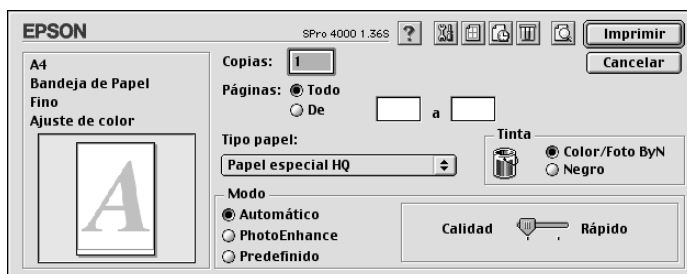 EPSON
SPro 4000 1.36S
?
Imprimir
A4
Bandeja de Papel
Fino
Ajuste de color
A
Copias: 1
Cancelar
Páginas: Todo
De a
Tipo papel:
Papel especial HQ
Tinta
Color/Foto ByN
Negro
Modo
Automático
PhotoEnhance
Predefinido
Calidad Rápido